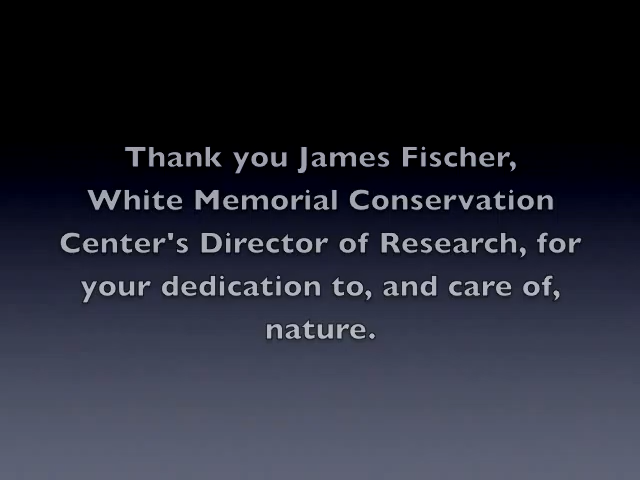 Thank you James Fischer,
White Memorial Conservation
Center's Director of Research, for
your dedication to, and care of,
nature.